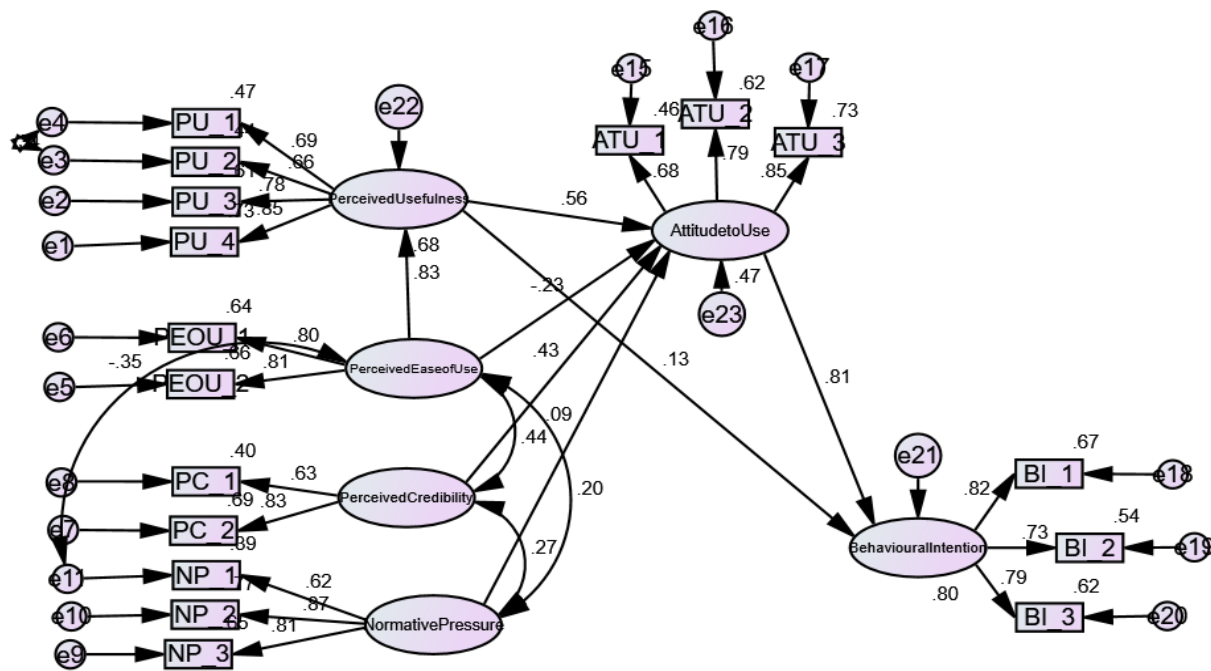 e16
e15
e17
.62
.46
ATU_2
.73
ATU_1
ATU_3
.79
.68
.85
.47
e22
e4
PU_1
.69
e3
PU_2
.66
e2
PU_3
.78
PerceivedUsefulness
e1
PU_4
.85
.56
AttitudetoUse
.68
.83
-.23
.47
e23
.64
e6
PEOU_1
.80
-.35
.66
.81
PerceivedEaseofUse
e5
PEOU_2
.43
.13
.81
.09
.44
.40
e21
.67
e8
PC_1
.63
BI_1
e18
.20
.82
.69
.83
PerceivedCredibility
e7
PC_2
.54
.73
BI_2
e19
.39
BehaviouralIntention
.27
e11
NP_1
.62
.79
.62
.80
e10
NP_2
.87
BI_3
e20
.65
.81
NormativePressure
e9
NP_3